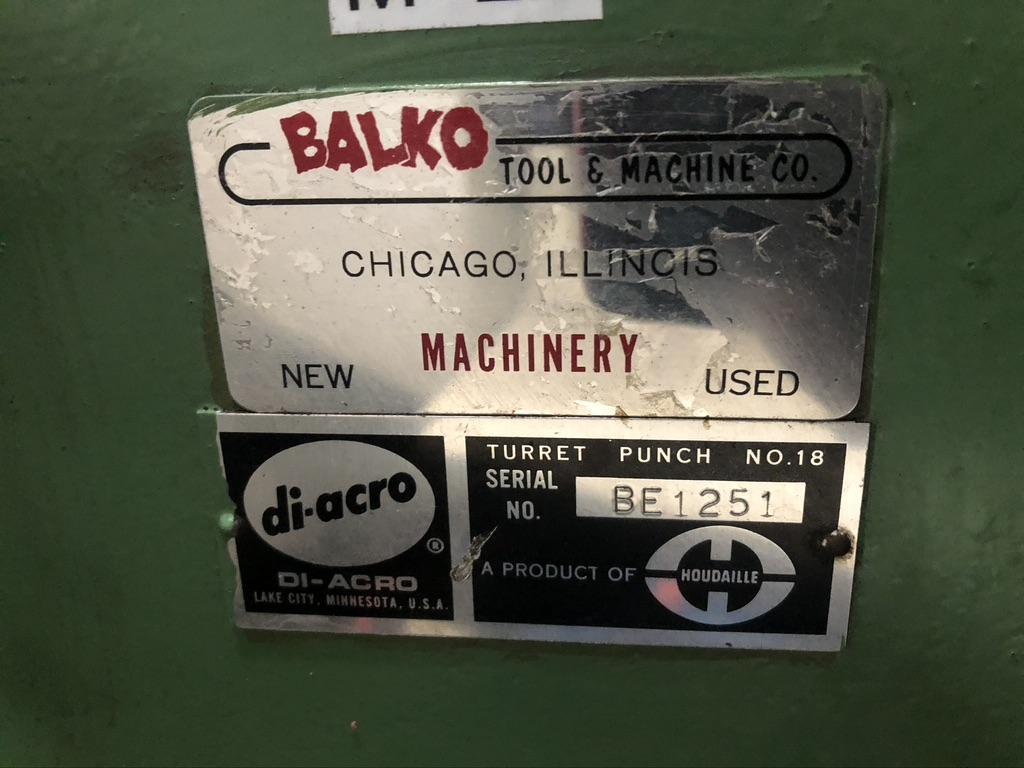 BALKO TOOL & MACHINE CO.
CHICAGO, ILLINOIS
MACHINERY
NEW USED
di-acro
®
DI-ACRO
LAKE CITY, MINNESOTA, U.S.A.
TURRET PUNCH NO.18
SERIAL
NO. BE1251
A PRODUCT OF HOUDAILLE